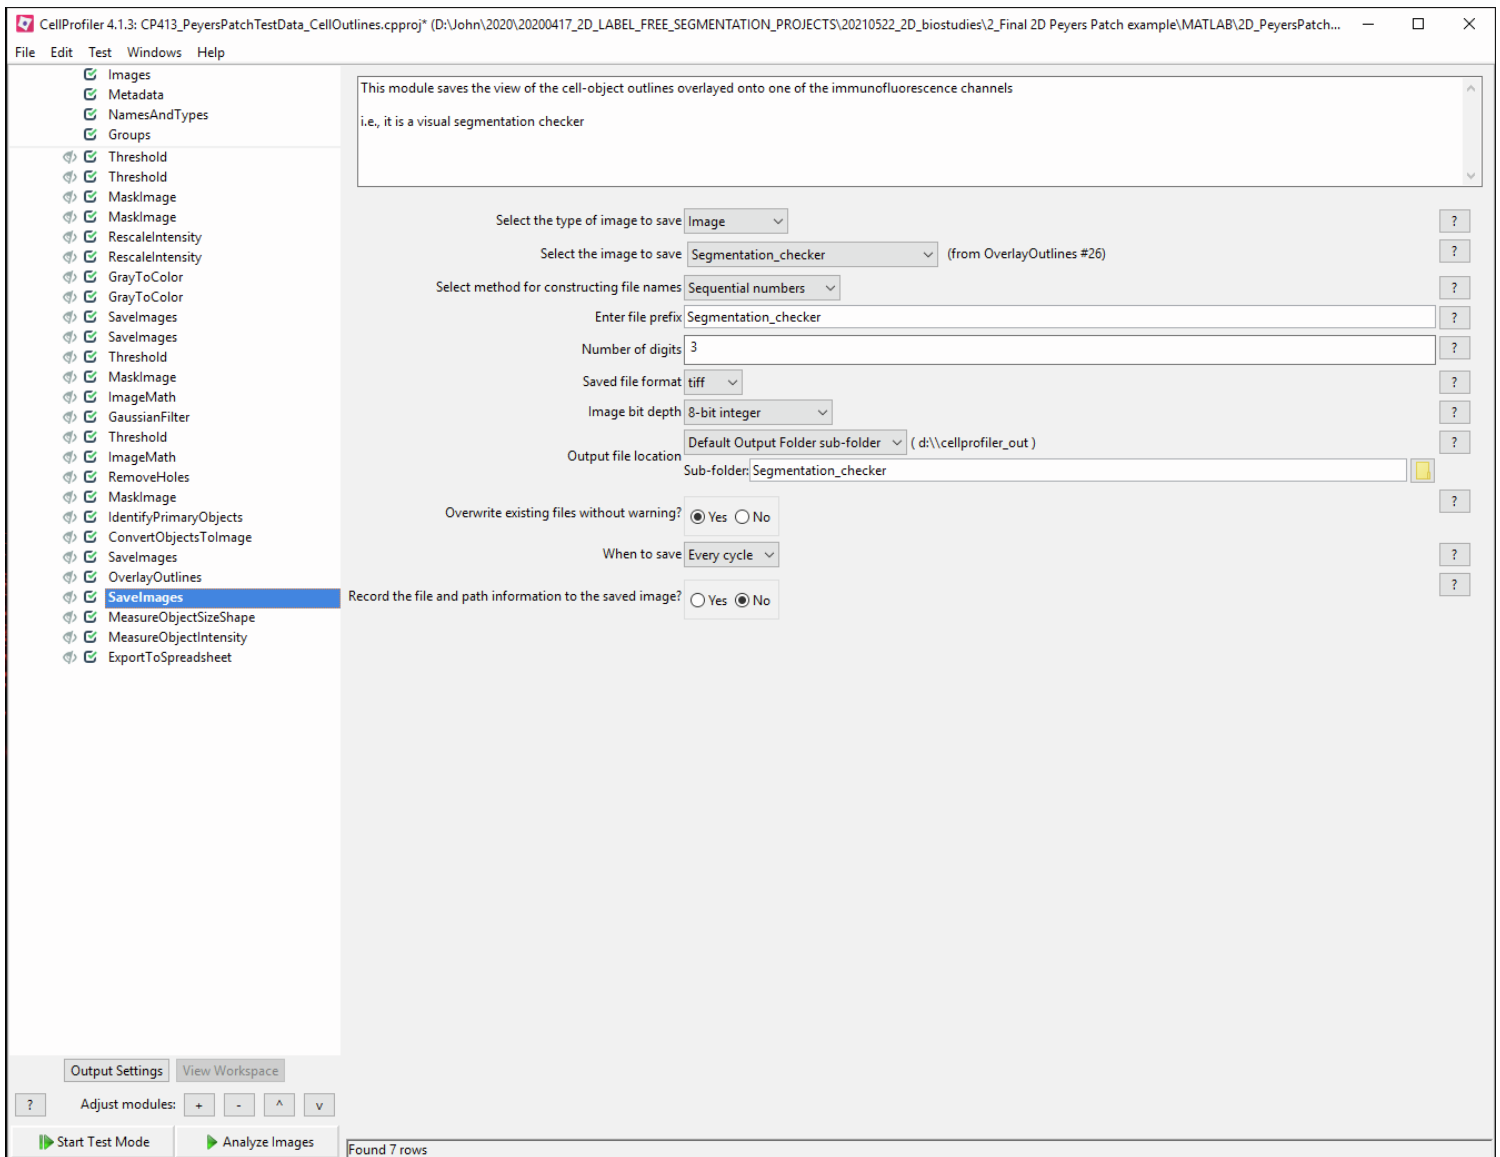 CellProfiler 4.1.3: CP413_PeyersPatchTestData_CellOutlines.cpproj* (D:\John\2020\20200417_2D_LABEL_FREE_SEGMENTATION_PROJECTS\20210522_2D_biostudies\2_Final 2D Peyers Patch example\MATLAB\2D_PeyersPatch...
File Edit Test Windows Help
Images
Metadata
NamesAndTypes
Groups
Threshold
Threshold
MaskImage
MaskImage
RescaleIntensity
RescaleIntensity
GrayToColor
GrayToColor
SaveImages
SaveImages
Threshold
MaskImage
ImageMath
GaussianFilter
Threshold
ImageMath
RemoveHoles
MaskImage
IdentifyPrimaryObjects
ConvertObjectsToImage
SaveImages
OverlayOutlines
SaveImages
MeasureObjectSizeShape
MeasureObjectIntensity
ExportToSpreadsheet
Output Settings View Workspace
? Adjust modules: + - ^ v
Start Test Mode Analyze Images
This module saves the view of the cell-object outlines overlayed onto one of the immunofluorescence channels
i.e., it is a visual segmentation checker
Select the type of image to save Image ?
Select the image to save Segmentation_checker (from OverlayOutlines #26) ?
Select method for constructing file names Sequential numbers ?
Enter file prefix Segmentation_checker ?
Number of digits 3 ?
Saved file format tiff ?
Image bit depth 8-bit integer ?
Output file location Default Output Folder sub-folder ( d:\\cellprofiler_out ) ?
Sub-folder: Segmentation_checker
Overwrite existing files without warning? Yes No ?
When to save Every cycle ?
Record the file and path information to the saved image? Yes No ?
Found 7 rows